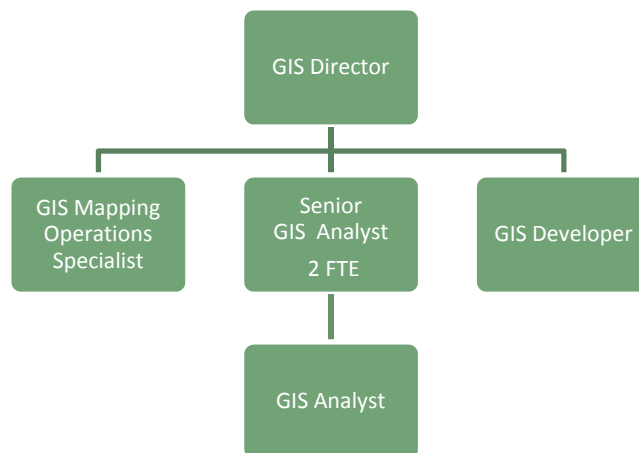 GIS Director
GIS Mapping
Operations
Specialist
Senior
GIS Analyst
2 FTE
GIS Developer
GIS Analyst